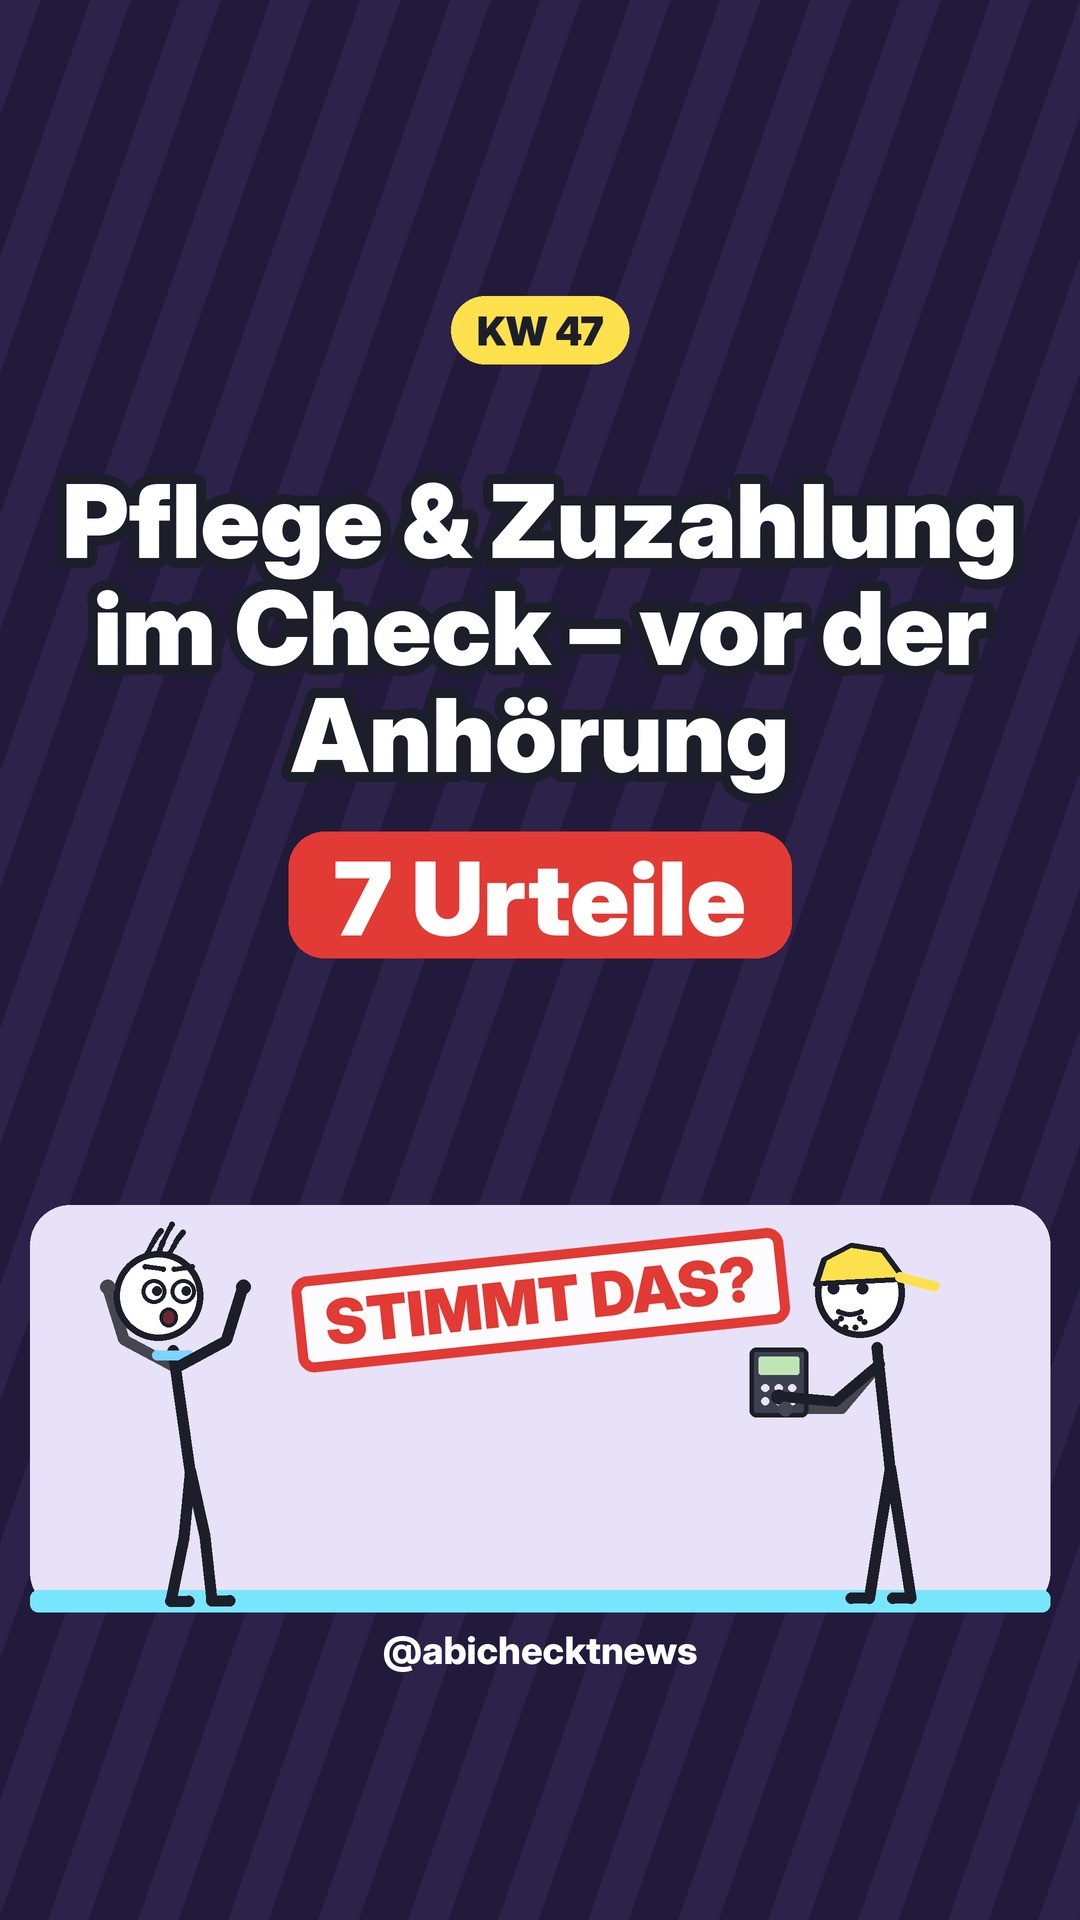 KW 47
Pflege & Zuzahlung
im Check – vor der
Anhörung
7 Urteile
STIMMT DAS?
@abichecktnews